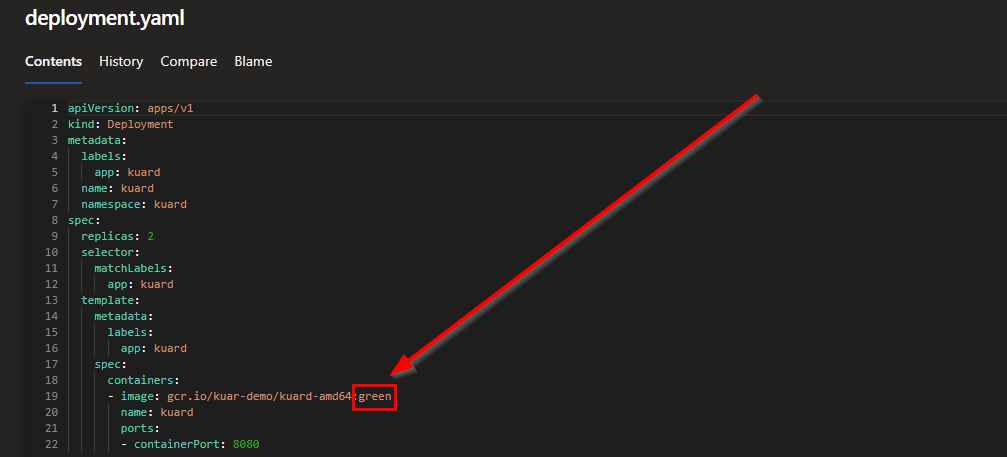 deployment.yaml
Contents History Compare Blame
1 apiVersion: apps/v1
2 kind: Deployment
3 metadata:
4 labels:
5 app: kuard
6 name: kuard
7 namespace: kuard
8 spec:
9 replicas: 2
10 selector:
11 matchLabels:
12 app: kuard
13 template:
14 metadata:
15 labels:
16 app: kuard
17 spec:
18 containers:
19 - image: gcr.io/kuar-demo/kuard-amd64:green
20 name: kuard
21 ports:
22 - containerPort: 8080